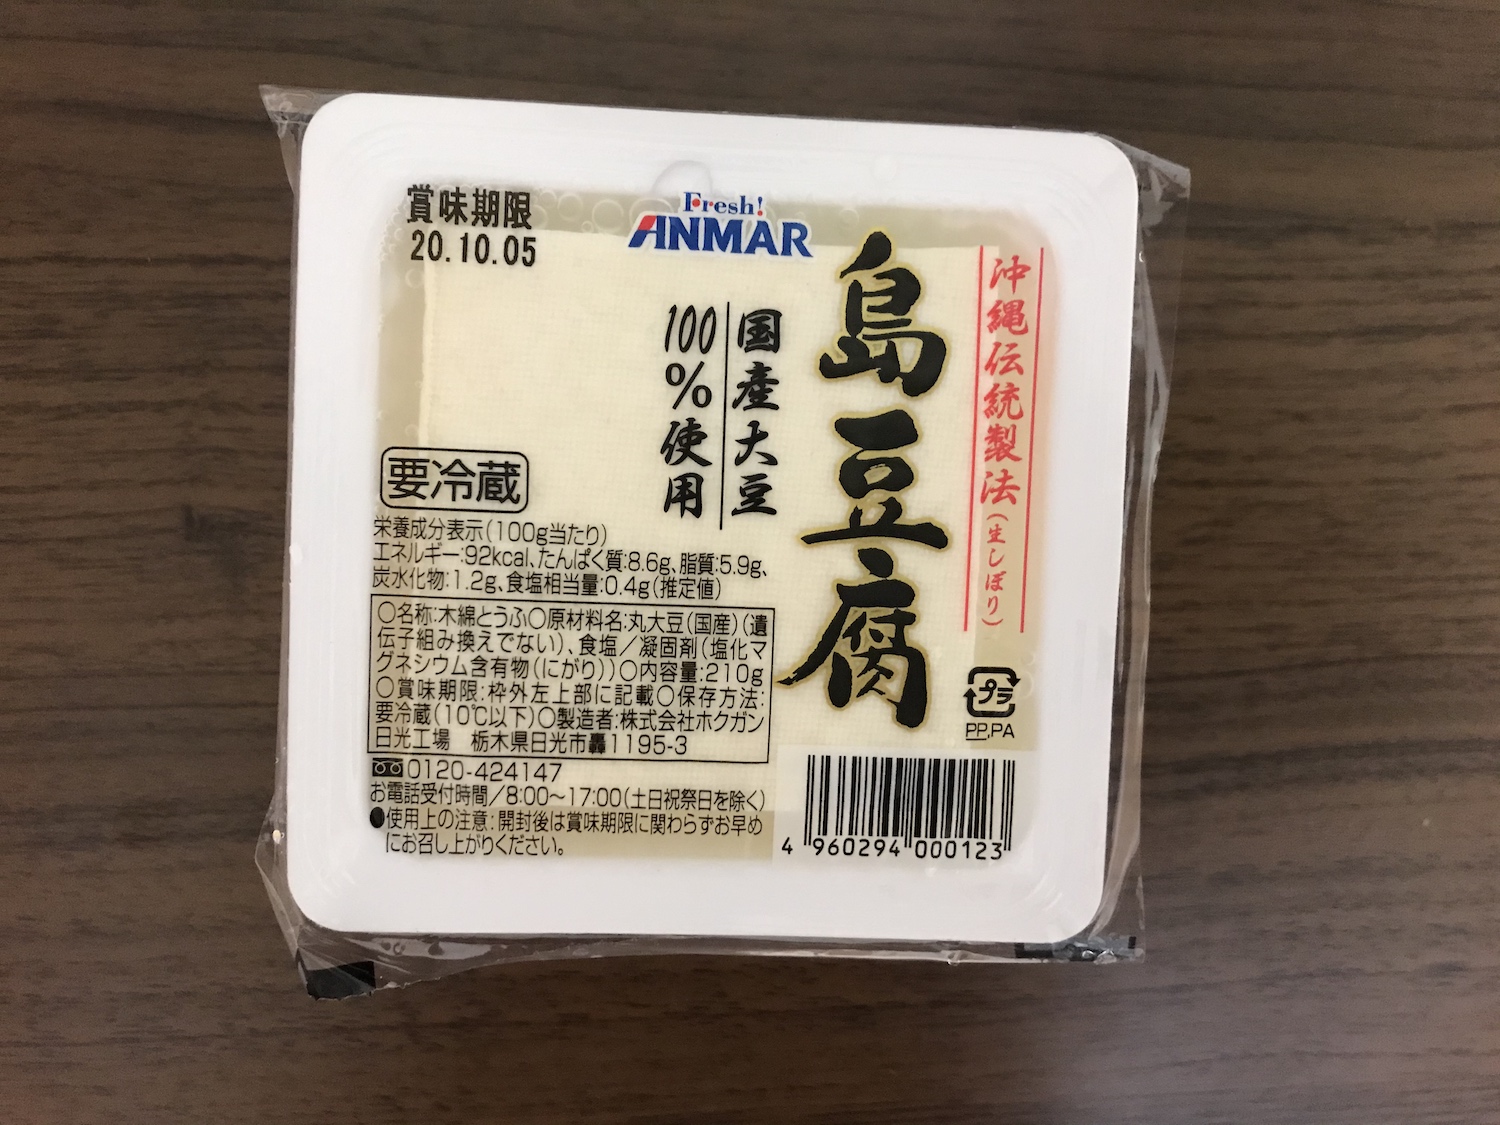 賞味期限
20.10.05
Fresh!
ANMAR
沖縄伝統製法(生しぼり)
島豆腐
国産大豆
100%使用
要冷蔵
栄養成分表示(100g当たり)
エネルギー:92kcal、たんぱく質:8.6g、脂質:5.9g、
炭水化物:1.2g、食塩相当量:0.4g(推定値)
〇名称:木綿とうふ〇原材料名:丸大豆(国産)(遺
伝子組み換えでない)、食塩/凝固剤(塩化マ
グネシウム含有物(にがり))〇内容量:210g
〇賞味期限:枠外左上部に記載〇保存方法:
要冷蔵(10℃以下)〇製造者:株式会社ホクガン
日光工場 栃木県日光市轟1195-3
0120-424147
お電話受付時間/8:00〜17:00(土日祝祭日を除く)
●使用上の注意:開封後は賞味期限に関わらずお早め
にお召し上がりください。
プラ
PP,PA
4 960294 000123